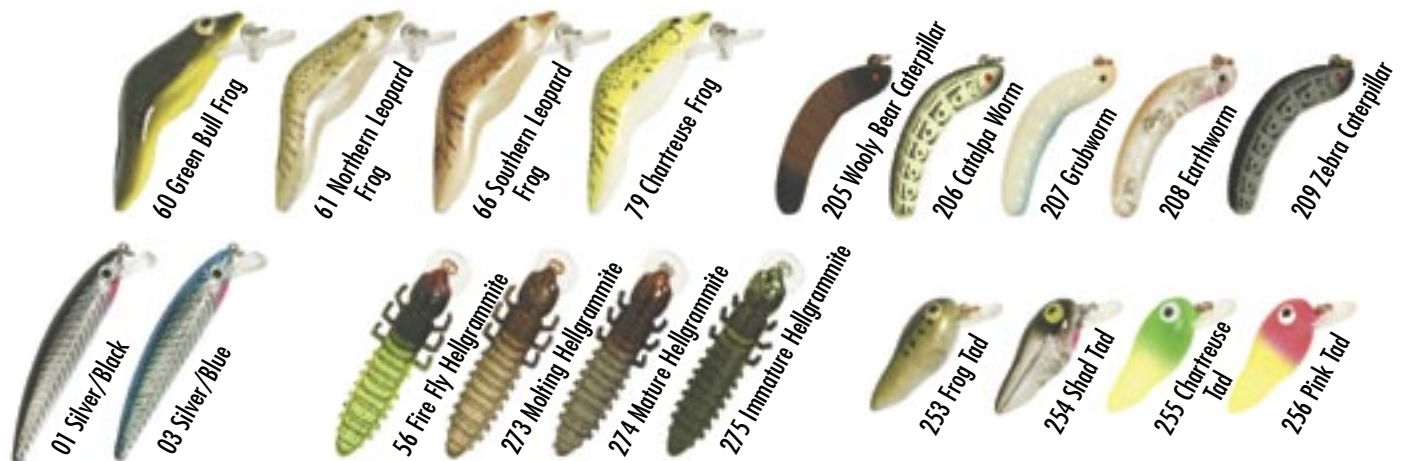 60 Green Bull Frog
61 Northern Leopard
Frog
66 Southern Leopard
Frog
79 Chartreuse Frog
205 Wooly Bear Caterpillar
206 Catalpa Worm
207 Grubworm
208 Earthworm
209 Zebra Caterpillar
01 Silver/Black
03 Silver/Blue
56 Fire Fly Hellgrammite
273 Molting Hellgrammite
274 Mature Hellgrammite
275 Immature Hellgrammite
253 Frog Tad
254 Shad Tad
255 Chartreuse
Tad
256 Pink Tad